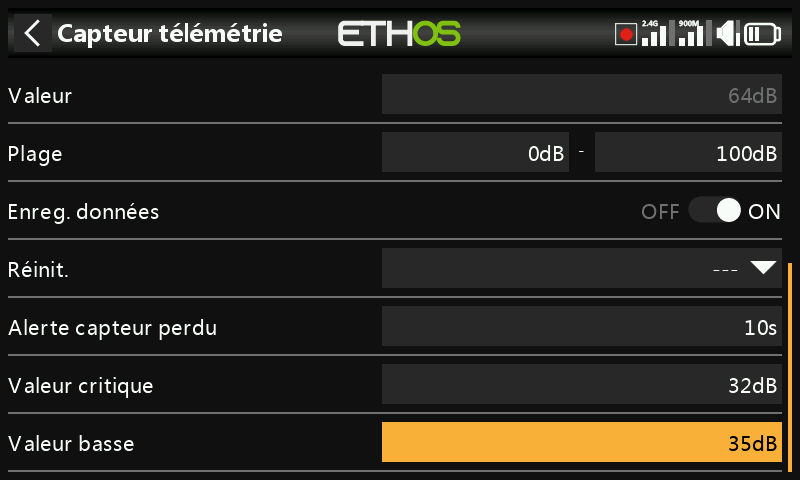 Capteur télémétrie ETHOS 2.4G 900M
Valeur 64dB
Plage 0dB - 100dB
Enreg. données OFF ON
Réinit. ---
Alerte capteur perdu 10s
Valeur critique 32dB
Valeur basse 35dB